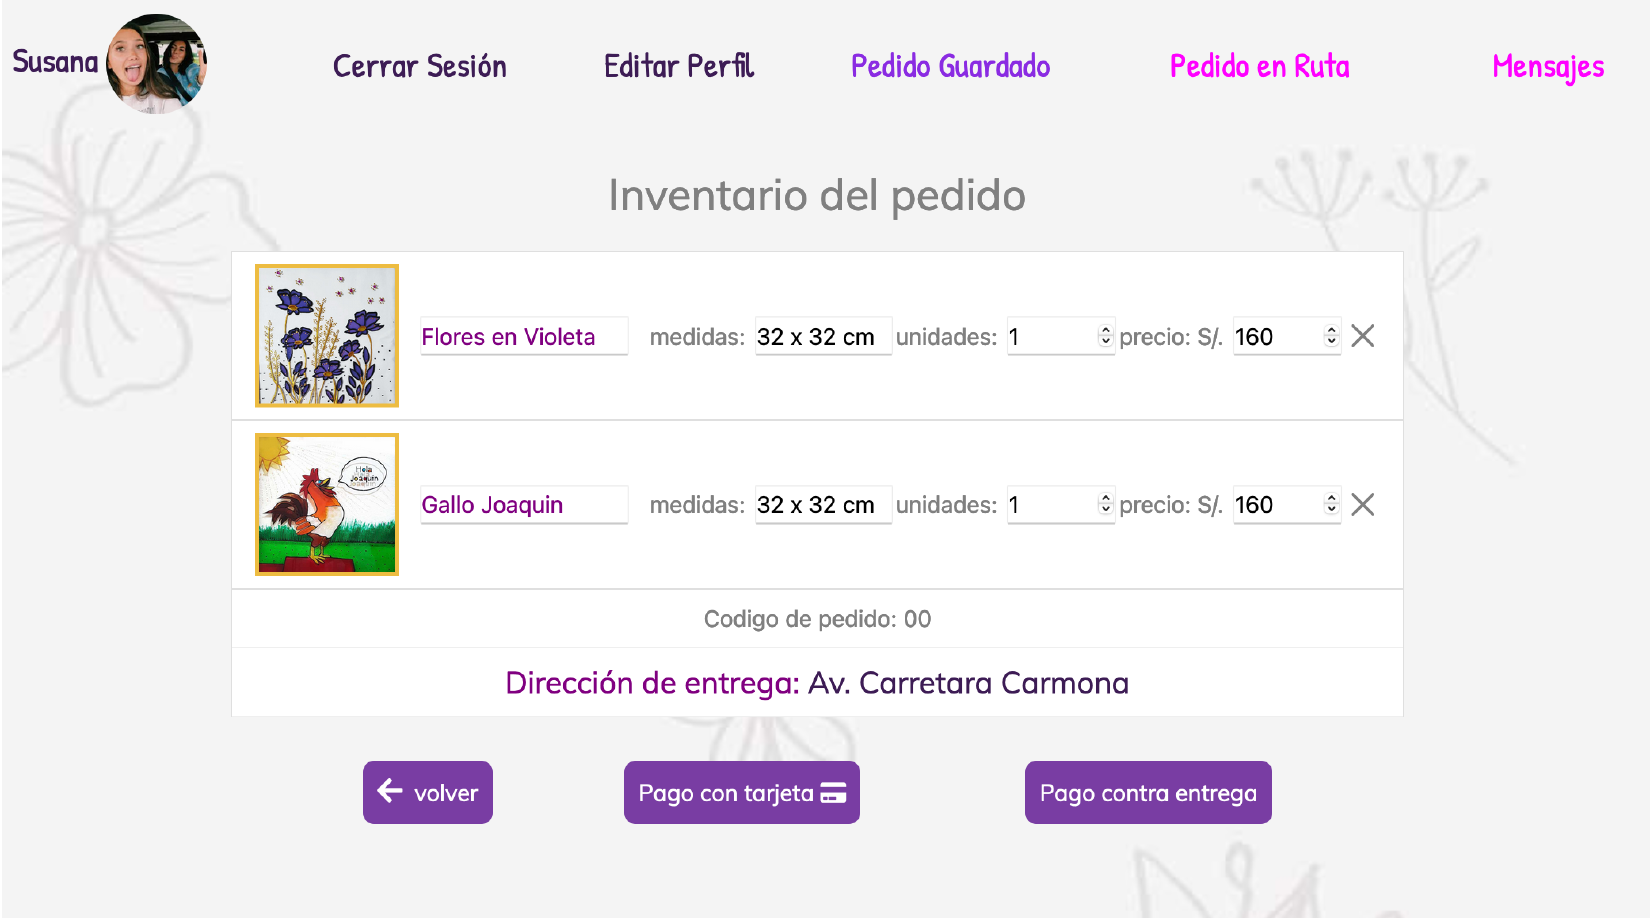 Susana
Cerrar Sesión
Editar Perfil
Pedido Guardado
Pedido en Ruta
Mensajes
Inventario del pedido
Flores en Violeta medidas: 32 x 32 cm unidades: 1 precio: S/. 160
Hola
Joaquin
Gallo Joaquin medidas: 32 x 32 cm unidades: 1 precio: S/. 160
Codigo de pedido: 00
Dirección de entrega: Av. Carretara Carmona
volver
Pago con tarjeta
Pago contra entrega